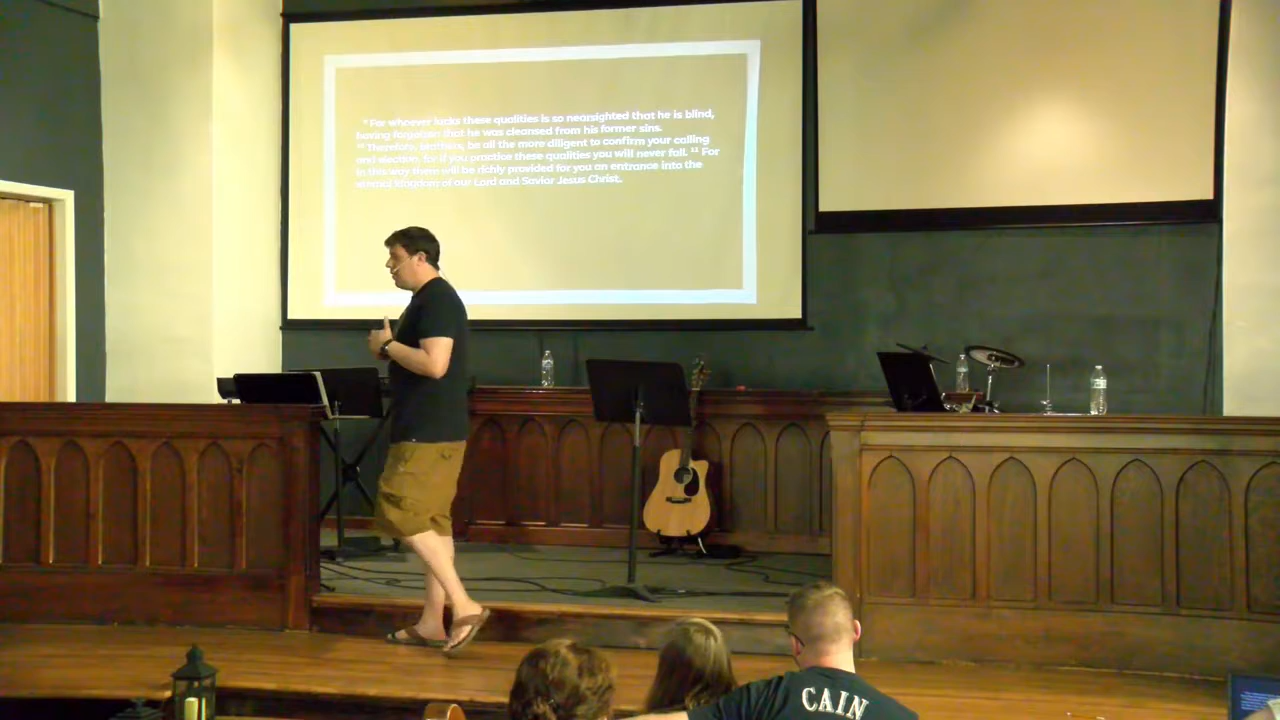 ⁹ For whoever lacks these qualities is so nearsighted that he is blind,
having forgotten that he was cleansed from his former sins.
¹⁰ Therefore, brothers, be all the more diligent to confirm your calling
and election, for if you practice these qualities you will never fall. ¹¹ For
in this way there will be richly provided for you an entrance into the
eternal kingdom of our Lord and Savior Jesus Christ.
CAIN